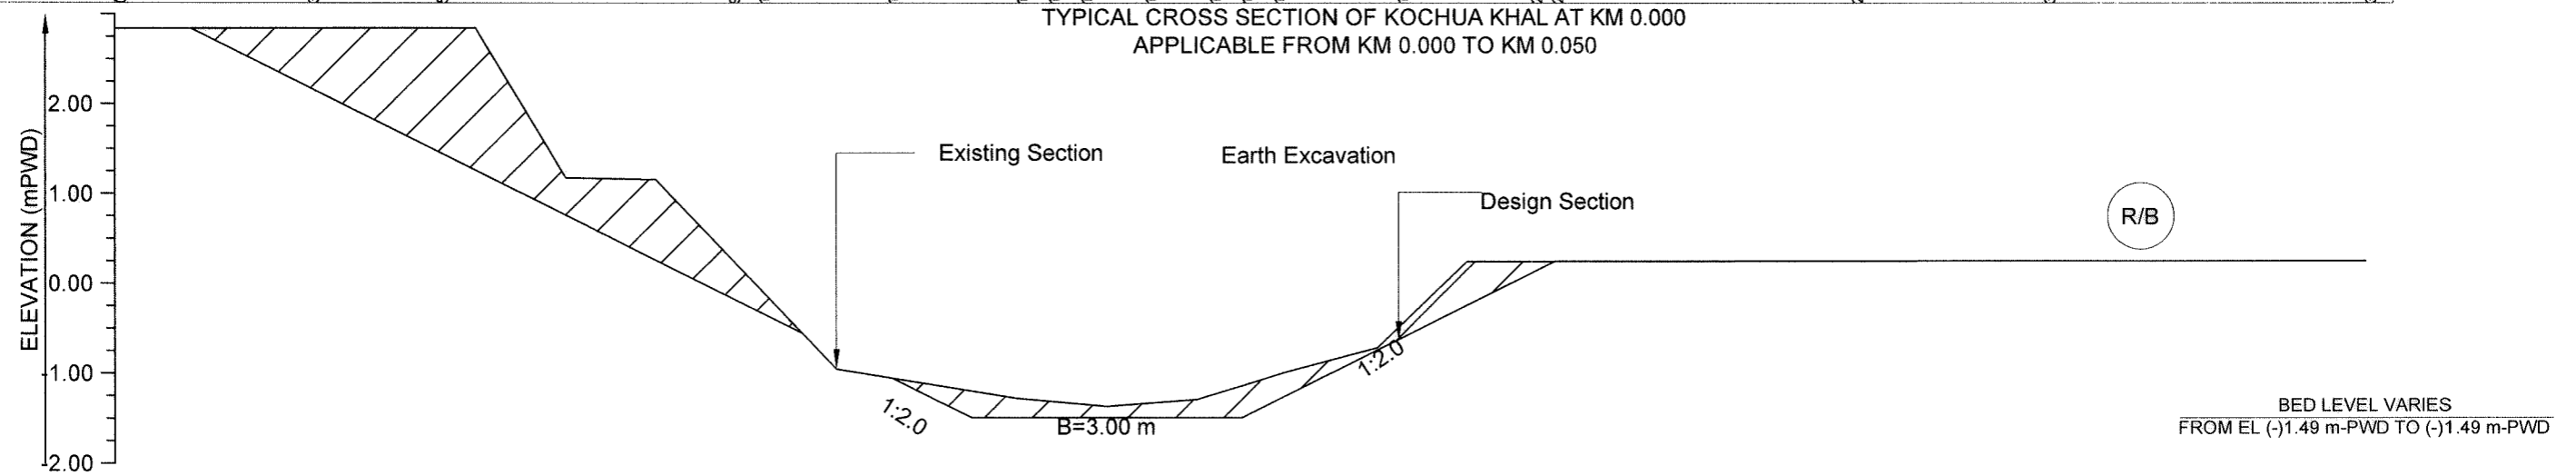 TYPICAL CROSS SECTION OF KOCHUA KHAL AT KM 0.000
APPLICABLE FROM KM 0.000 TO KM 0.050
ELEVATION (mPWD)
2.00
1.00
0.00
-1.00
-2.00
Existing Section
Earth Excavation
Design Section
R/B
1:2.0
B=3.00 m
1:2.0
BED LEVEL VARIES
FROM EL (-)1.49 m-PWD TO (-)1.49 m-PWD